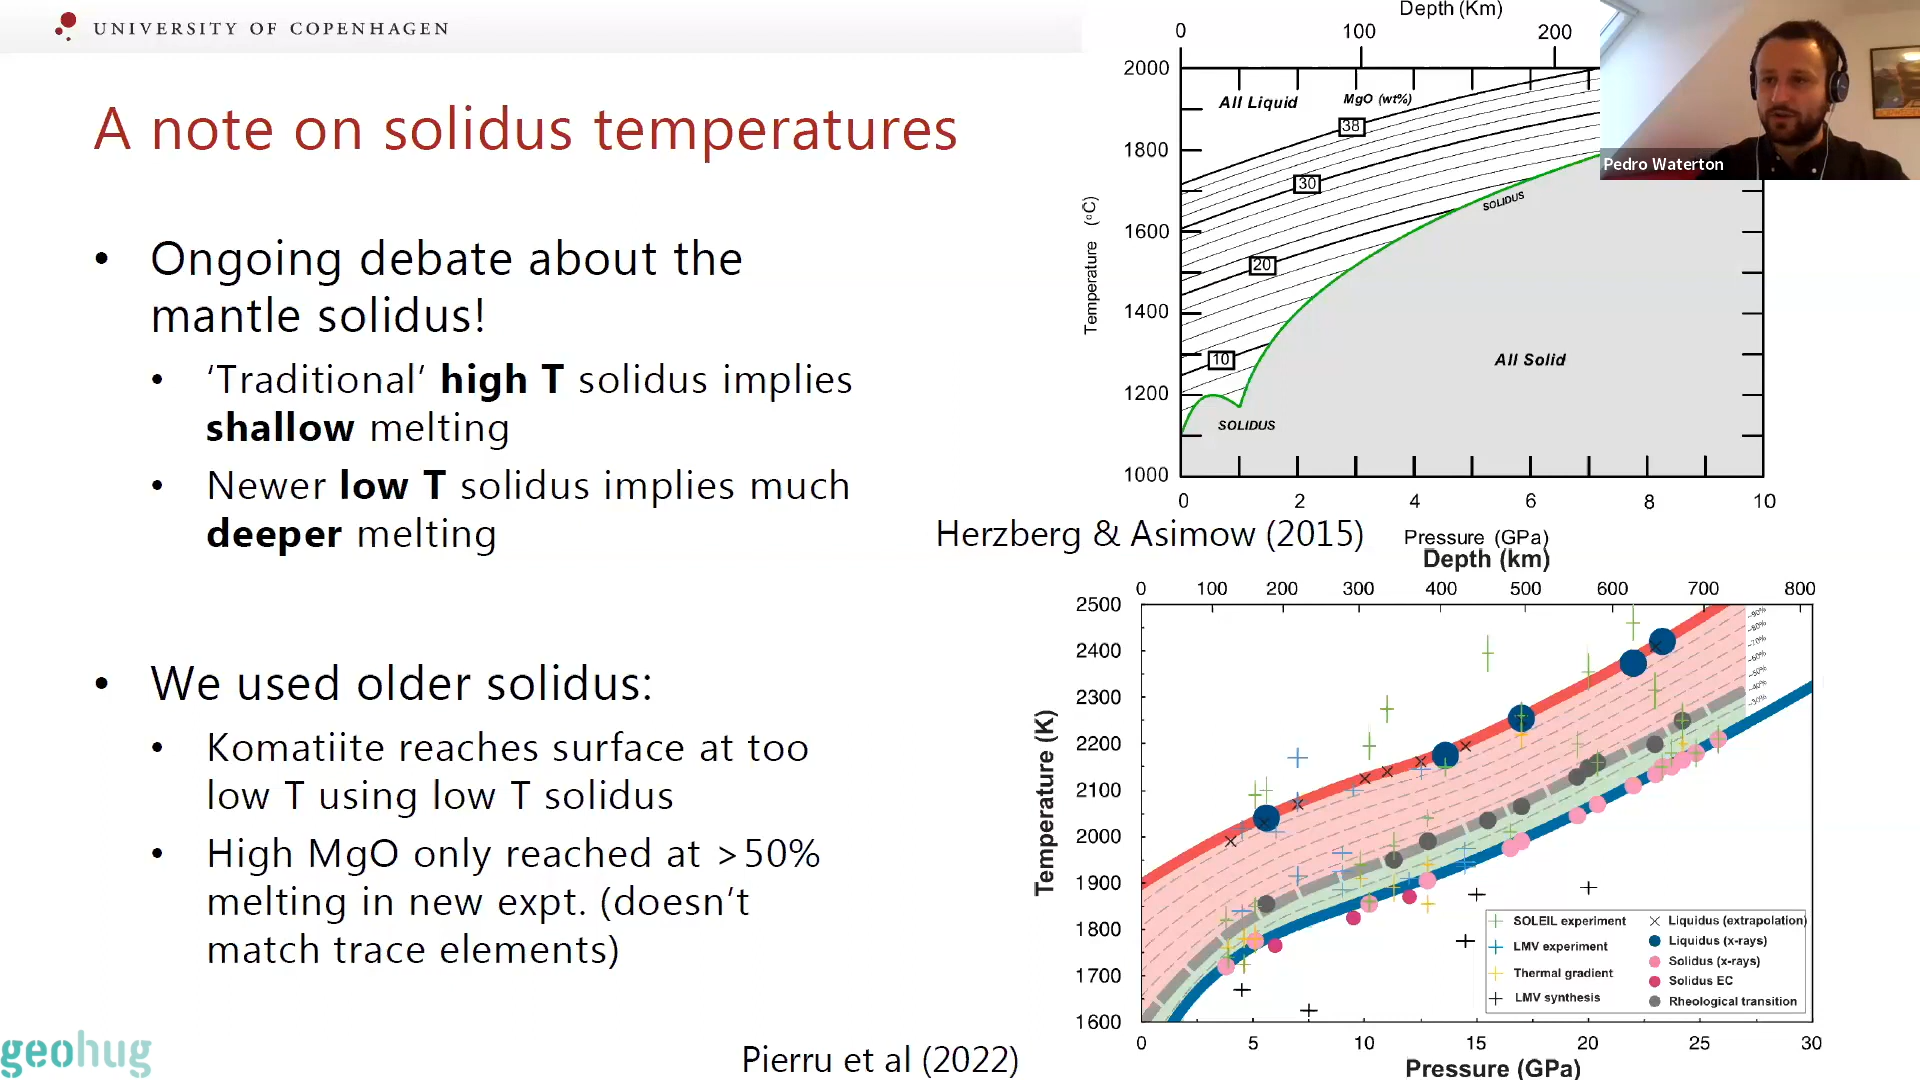 UNIVERSITY OF COPENHAGEN
A note on solidus temperatures
• Ongoing debate about the
mantle solidus!
• ‘Traditional’ high T solidus implies
shallow melting
• Newer low T solidus implies much
deeper melting
• We used older solidus:
• Komatiite reaches surface at too
low T using low T solidus
• High MgO only reached at >50%
melting in new expt. (doesn’t
match trace elements)
Pierru et al (2022)
geohug
Depth (Km)
0 100 200
2000
1800
1600
1400
1200
1000
Temperature (°C)
All Liquid
MgO (wt%)
38
30
20
10
SOLIDUS
All Solid
SOLIDUS
0 2 4 6 8 10
Pressure (GPa)
Herzberg & Asimow (2015)
Pedro Waterton
Depth (km)
0 100 200 300 400 500 600 700 800
2500
2400
2300
2200
2100
2000
1900
1800
1700
1600
Temperature (K)
~90%
~80%
~70%
~60%
~50%
~40%
~30%
SOLEIL experiment
LMV experiment
Thermal gradient
LMV synthesis
Liquidus (extrapolation)
Liquidus (x-rays)
Solidus (x-rays)
Solidus EC
Rheological transition
0 5 10 15 20 25 30
Pressure (GPa)